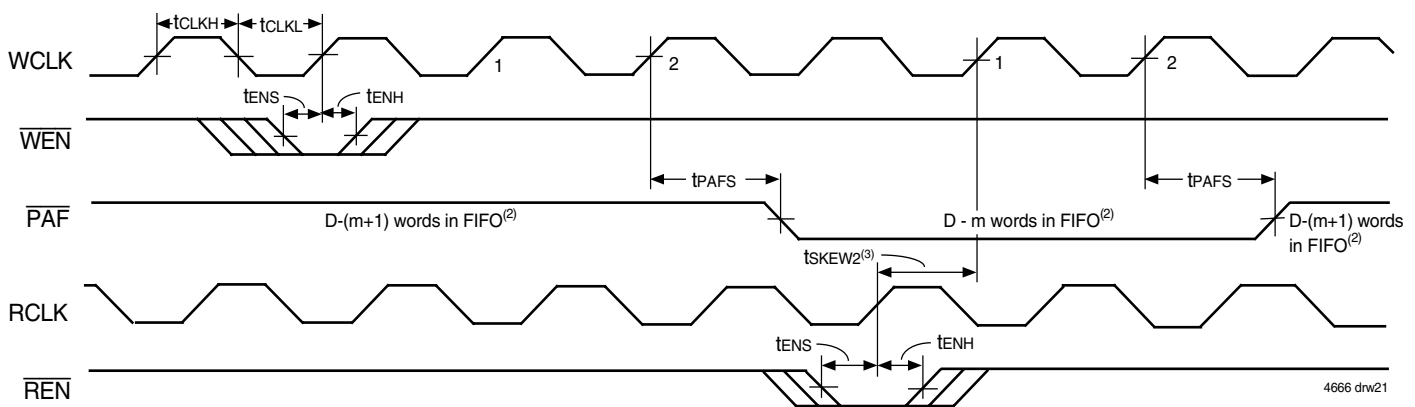 tCLKH tCLKL
WCLK 1 2 1 2
tENS tENH
WEN
tPAFS tPAFS
PAF
D-(m+1) words in FIFO(2) D - m words in FIFO(2) D-(m+1) words
in FIFO(2)
tSKEW2(3)
RCLK
tENS tENH
REN
4666 drw21